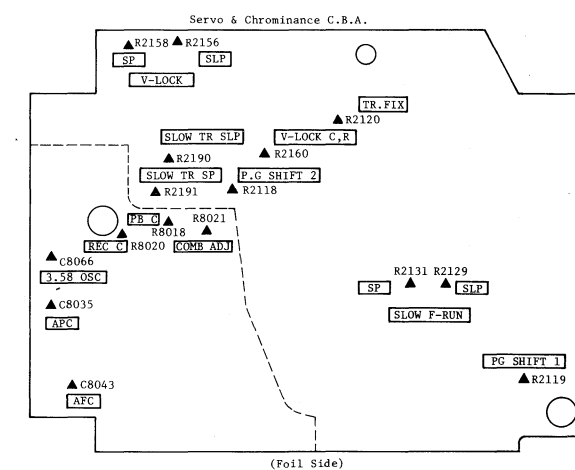 Servo & Chrominance C.B.A.
R2158 R2156
SP SLP
V-LOCK
TR.FIX
R2120
SLOW TR SLP V-LOCK C,R
R2190 R2160
SLOW TR SP P.G SHIFT 2
R2191 R2118
PB C R8018 R8021
REC C R8020 COMB ADJ
C8066
3.58 OSC
C8035
APC
R2131 R2129
SP SLP
SLOW F-RUN
PG SHIFT 1
R2119
C8043
AFC
(Foil Side)